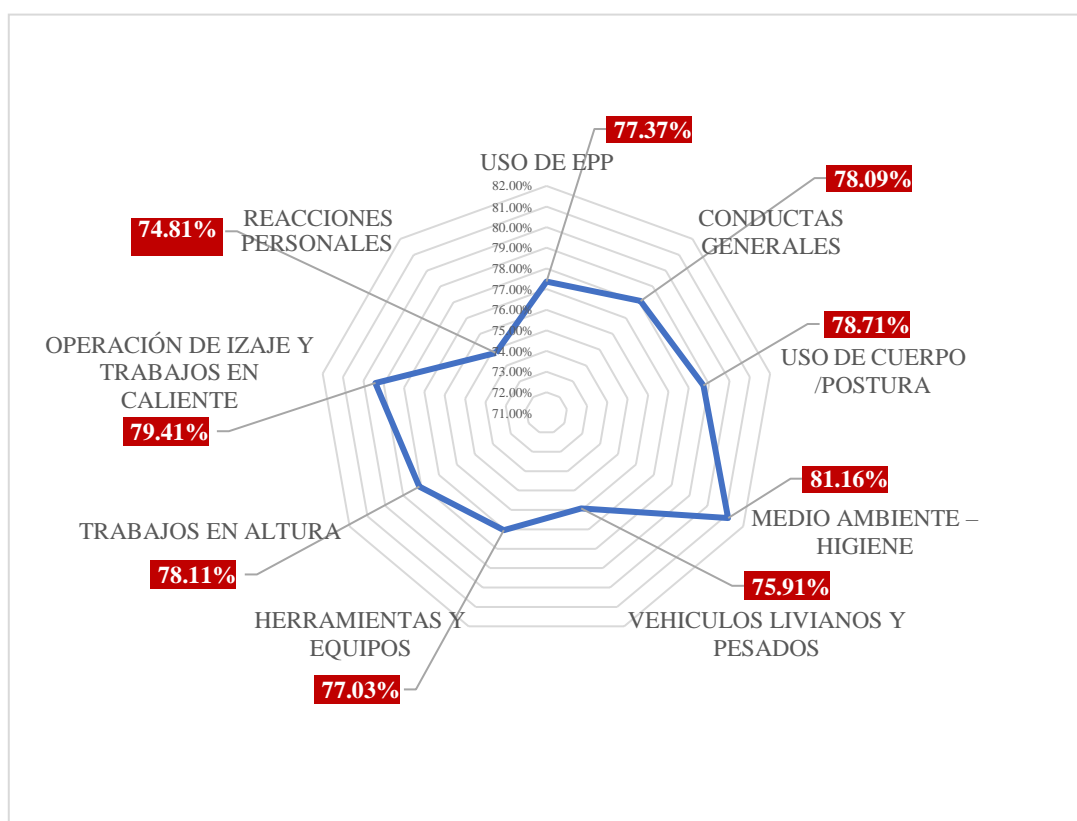 77.37%
USO DE EPP
78.09%
CONDUCTAS
GENERALES
78.71%
USO DE CUERPO
/POSTURA
81.16%
MEDIO AMBIENTE –
HIGIENE
75.91%
VEHICULOS LIVIANOS Y
PESADOS
HERRAMIENTAS Y
EQUIPOS
77.03%
TRABAJOS EN ALTURA
78.11%
OPERACIÓN DE IZAJE Y
TRABAJOS EN
CALIENTE
79.41%
REACCIONES
PERSONALES
74.81%
82.00%
81.00%
80.00%
79.00%
78.00%
77.00%
76.00%
75.00%
74.00%
73.00%
72.00%
71.00%